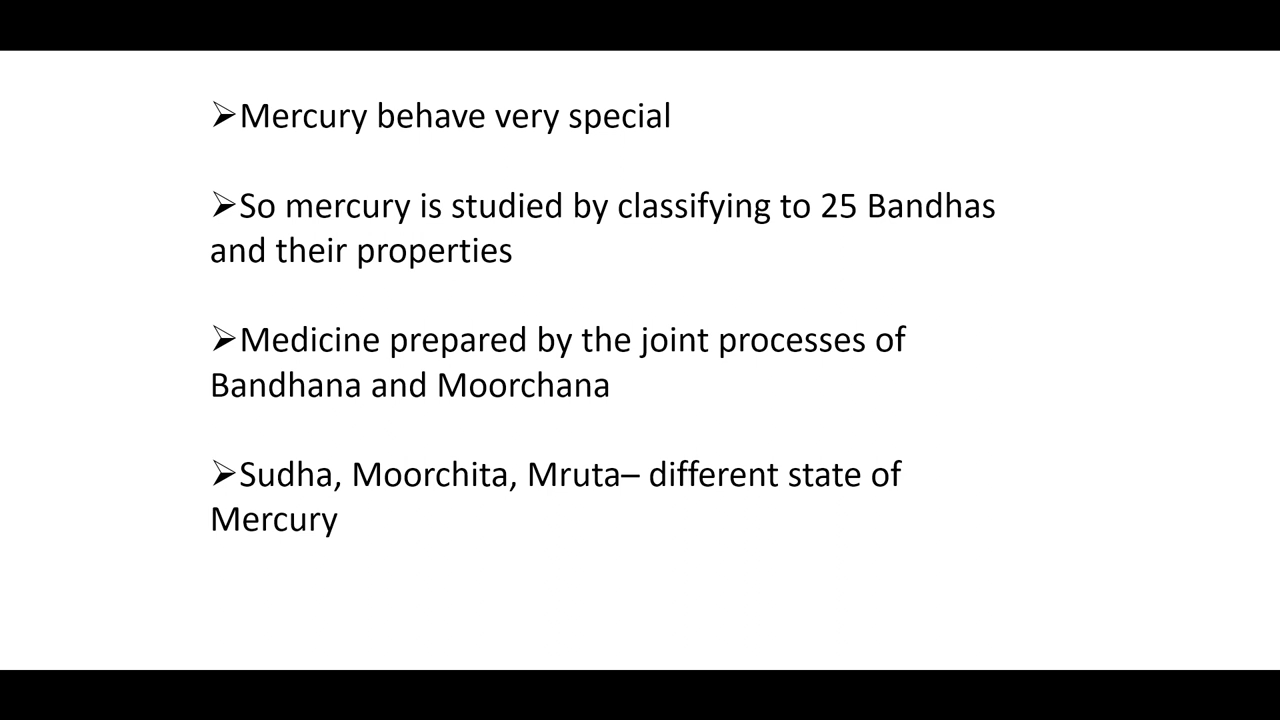 ➢Mercury behave very special
➢So mercury is studied by classifying to 25 Bandhas
and their properties
➢Medicine prepared by the joint processes of
Bandhana and Moorchana
➢Sudha, Moorchita, Mruta– different state of
Mercury